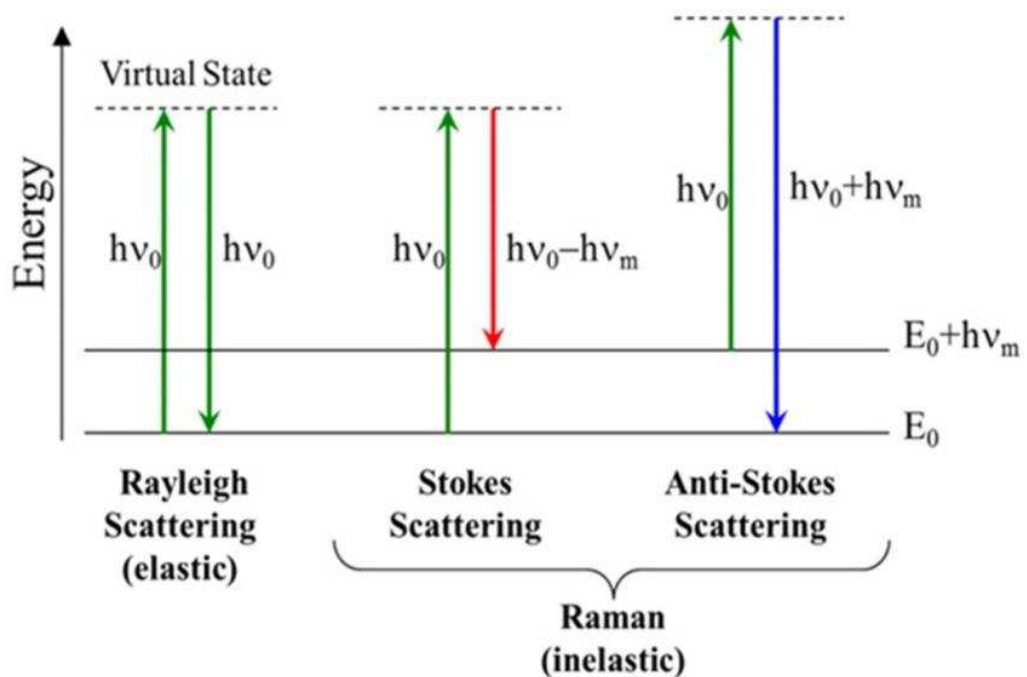 Energy
Virtual State
hν₀
hν₀
hν₀
hν₀−hνₘ
hν₀
hν₀+hνₘ
E₀+hνₘ
E₀
Rayleigh
Scattering
(elastic)
Stokes
Scattering
Anti-Stokes
Scattering
Raman
(inelastic)